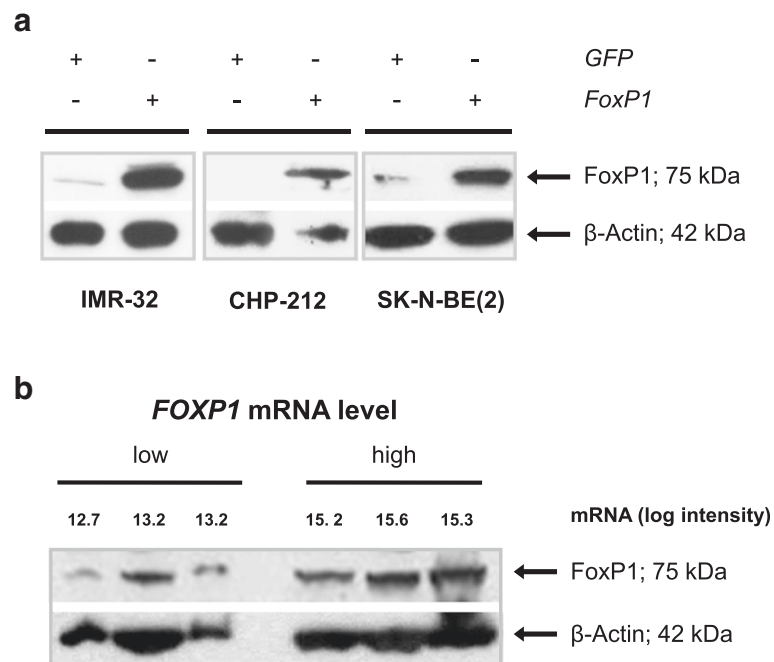 a
+ - + - + - GFP
- + - + - + FoxP1
FoxP1; 75 kDa
β-Actin; 42 kDa
IMR-32 CHP-212 SK-N-BE(2)
b
FOXP1 mRNA level
low high
12.7 13.2 13.2 15. 2 15.6 15.3 mRNA (log intensity)
FoxP1; 75 kDa
β-Actin; 42 kDa